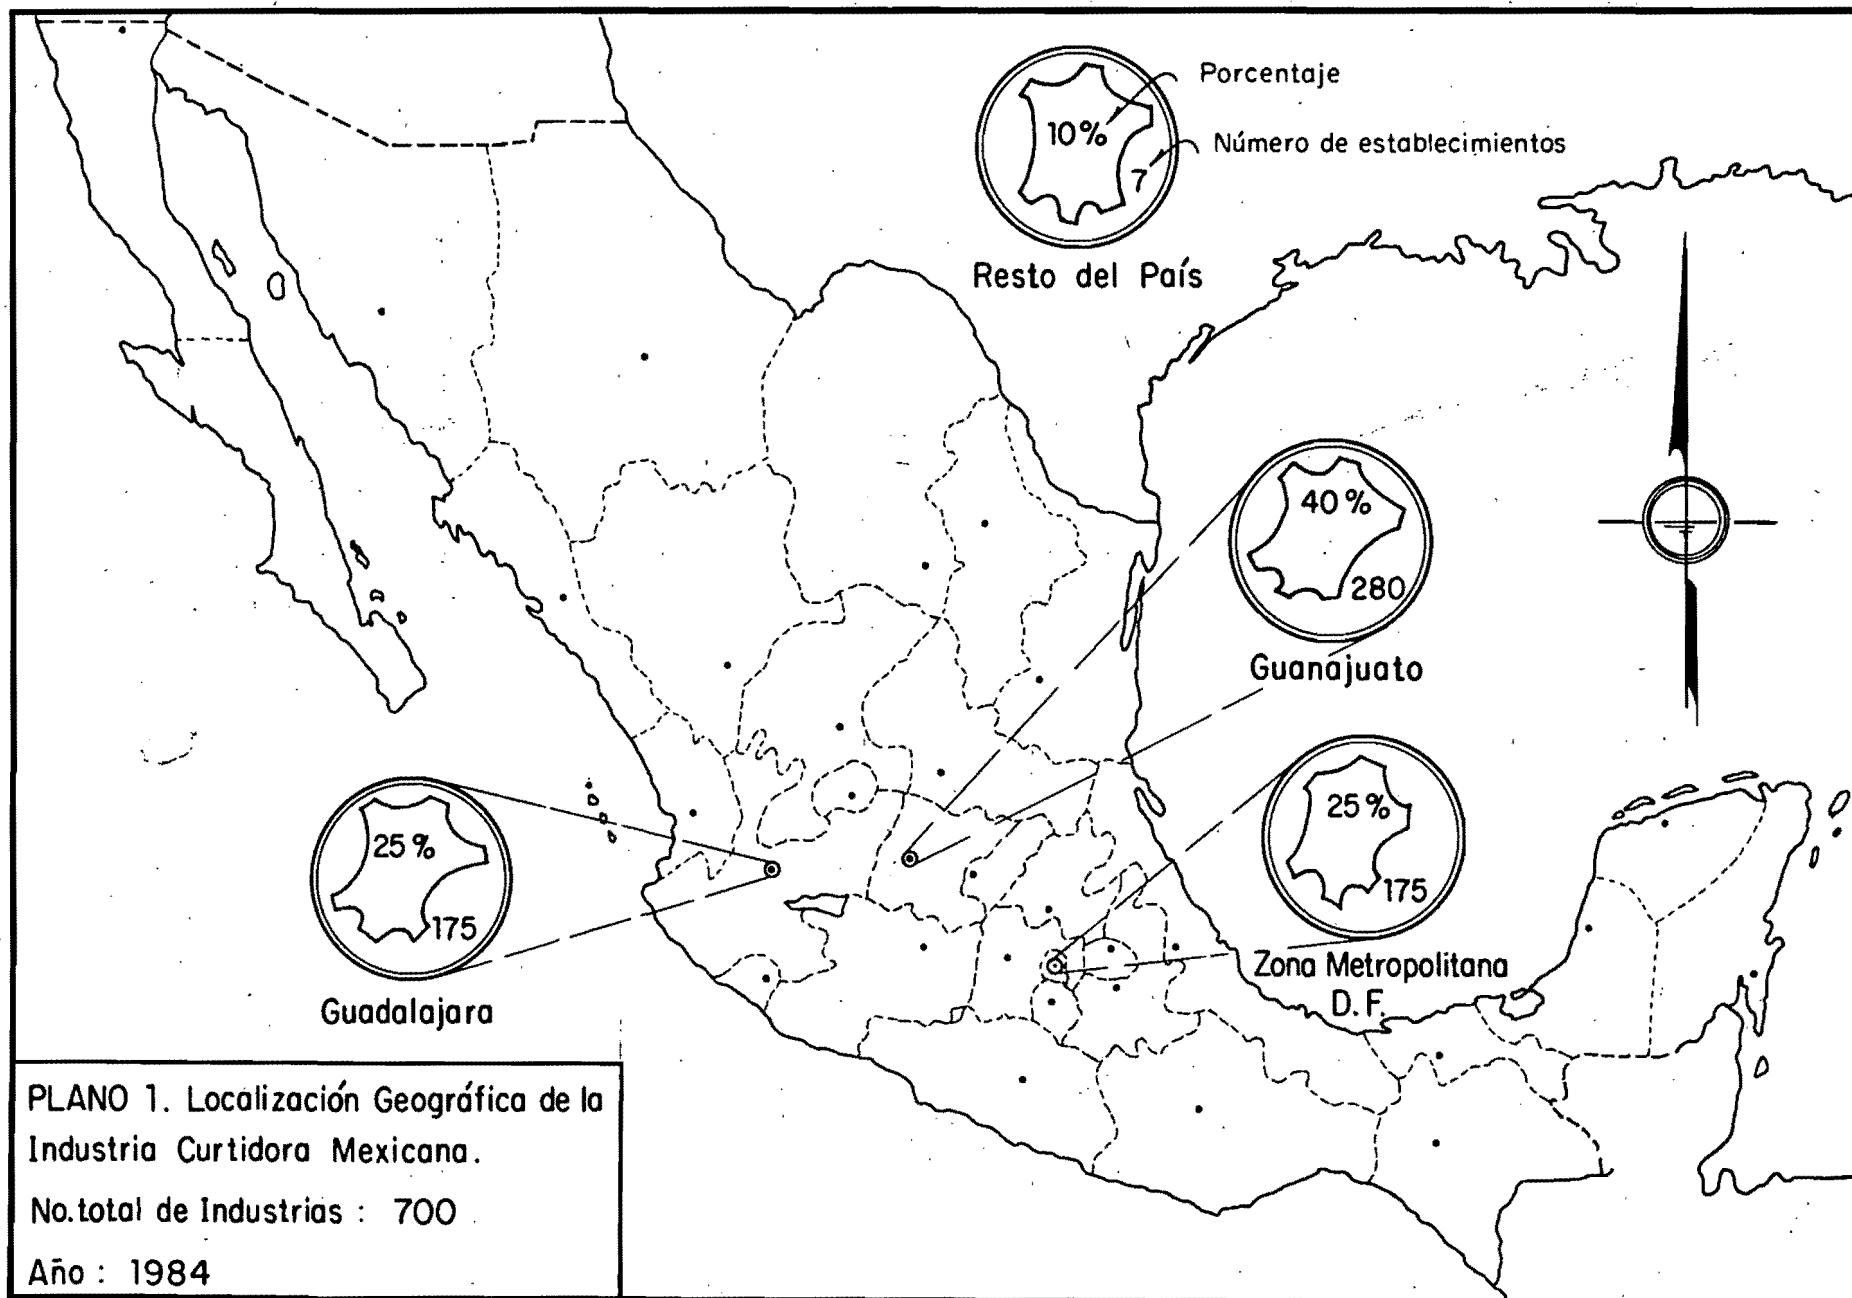 Porcentaje
10%
Número de establecimientos
7
Resto del País
40%
280
Guanajuato
25%
175
Zona Metropolitana
D.F.
25%
175
Guadalajara
PLANO 1. Localización Geográfica de la
Industria Curtidora Mexicana.
No.total de Industrias : 700
Año : 1984